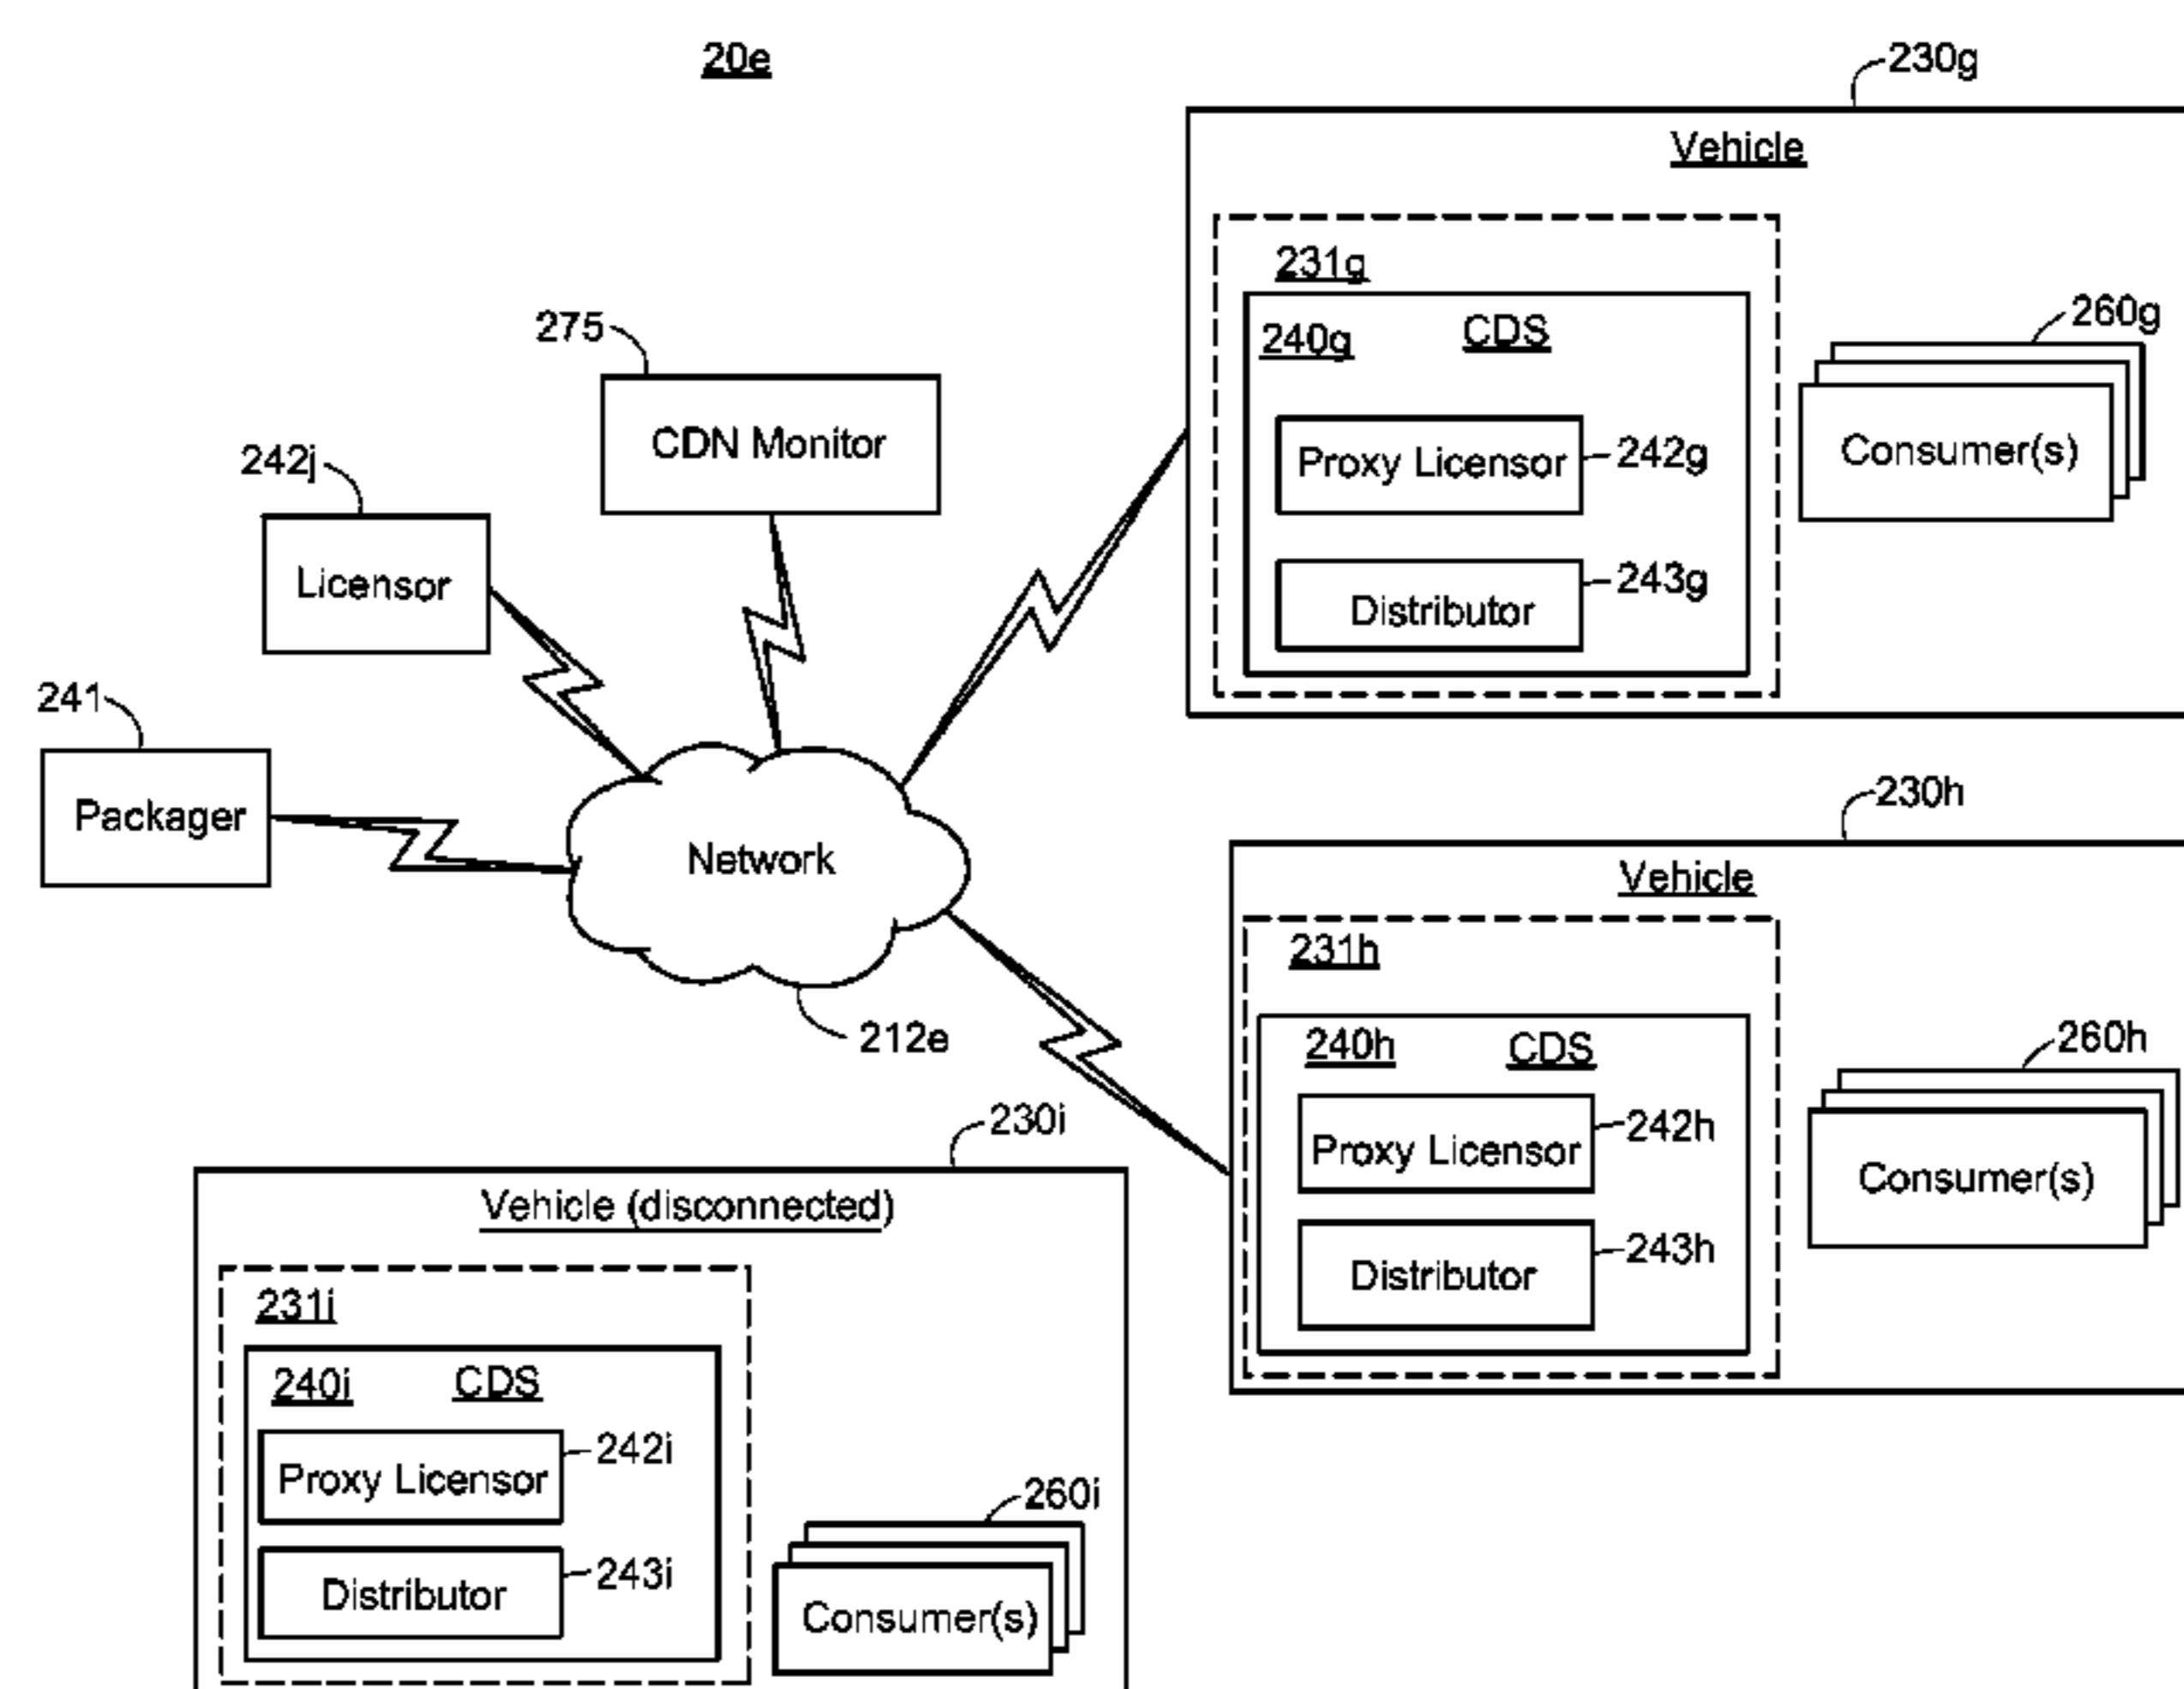 20e
230g
Vehicle
231g
240g
CDS
260g
Proxy Licensor
242g
Consumer(s)
Distributor
243g
275
CDN Monitor
242j
Licensor
241
Packager
Network
212e
230h
Vehicle
231h
240h
CDS
260h
Proxy Licensor
242h
Consumer(s)
Distributor
243h
230i
Vehicle (disconnected)
231i
240i
CDS
Proxy Licensor
242i
260i
Distributor
243i
Consumer(s)